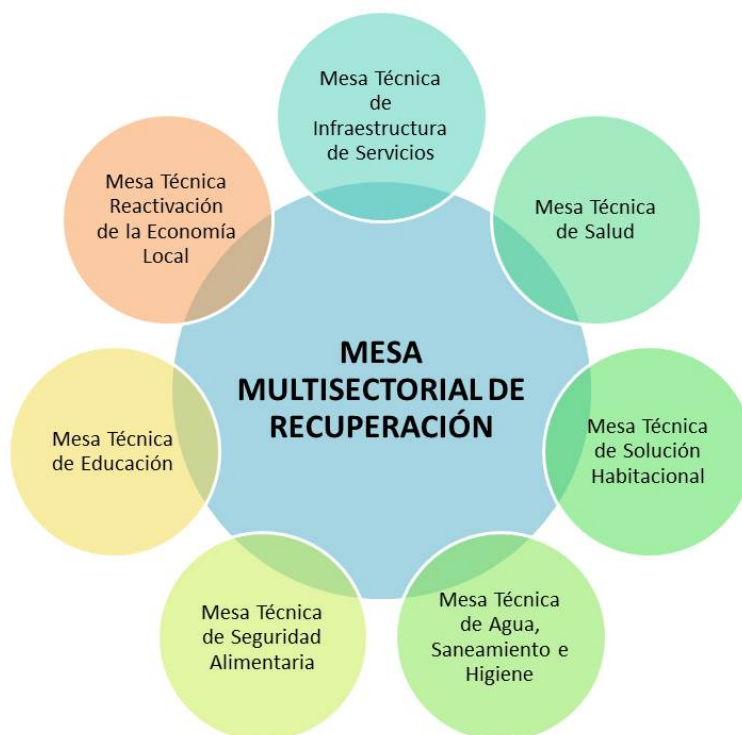 Mesa Técnica
de
Infraestructura
de Servicios
Mesa Técnica
de Salud
Mesa Técnica
de Solución
Habitacional
Mesa Técnica
de Agua,
Saneamiento e
Higiene
Mesa Técnica
de Seguridad
Alimentaria
Mesa Técnica
de Educación
Mesa Técnica
Reactivación
de la Economía
Local
MESA
MULTISECTORIAL DE
RECUPERACIÓN